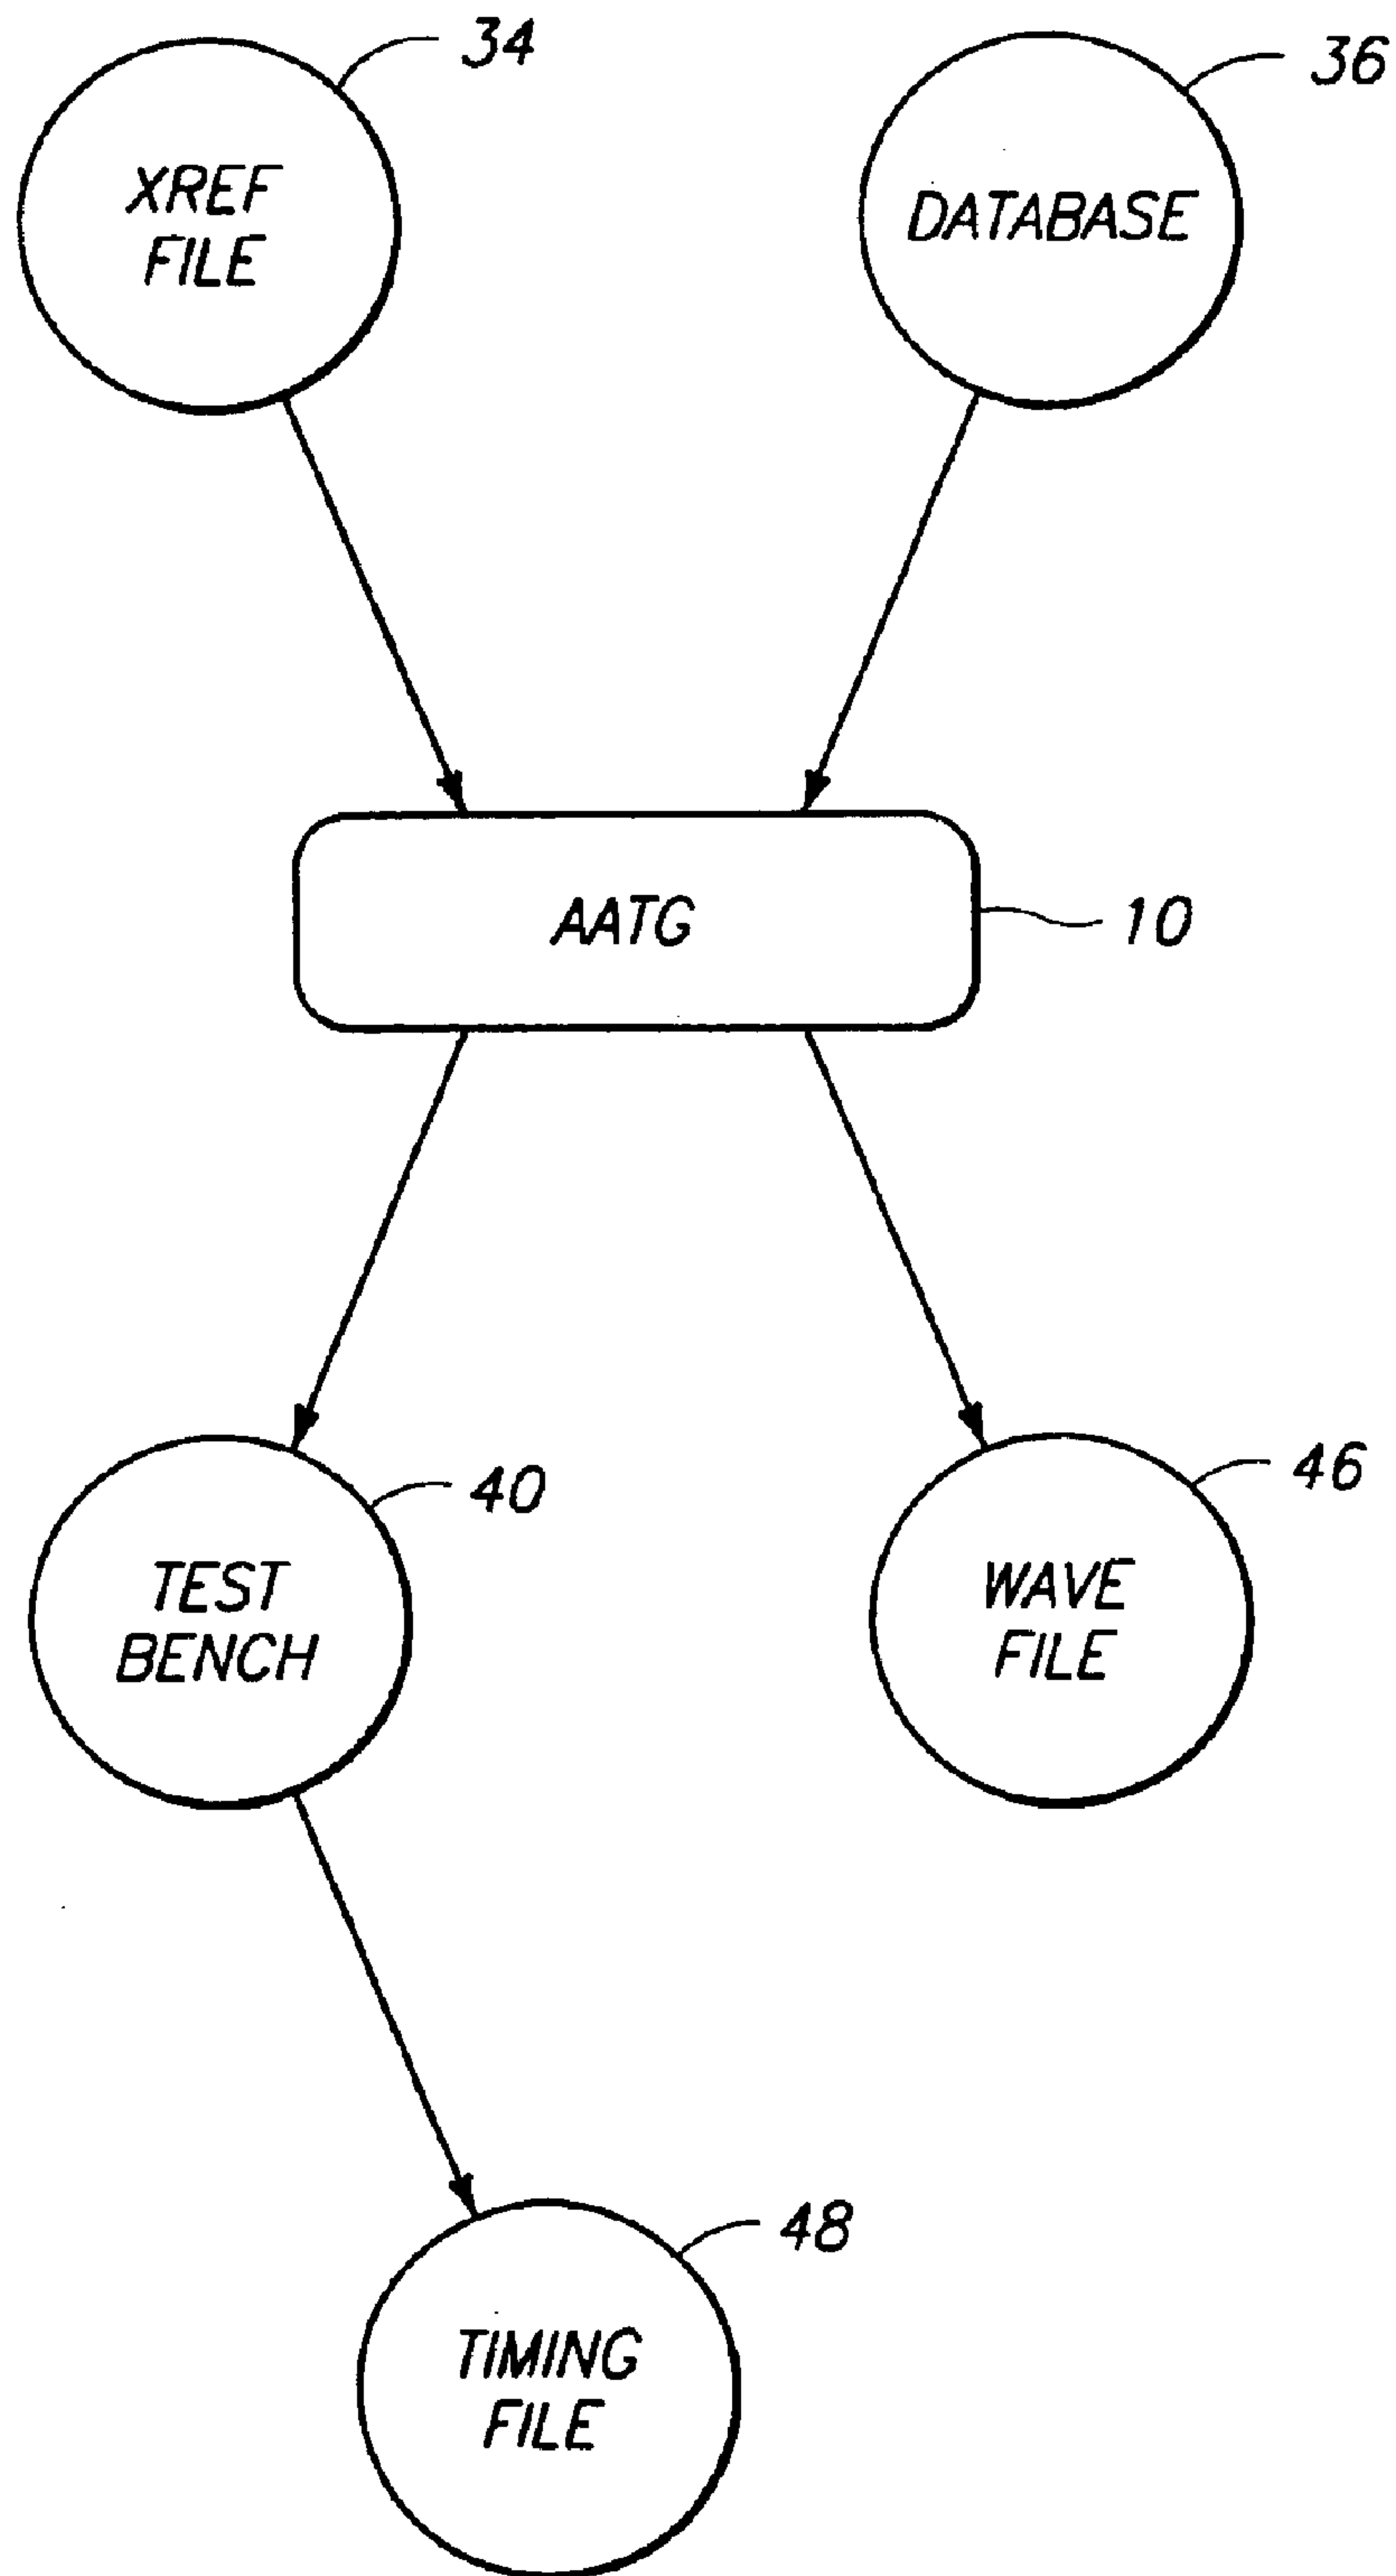 34
36
XREF
FILE
DATABASE
AATG
10
40
46
TEST
BENCH
WAVE
FILE
48
TIMING
FILE